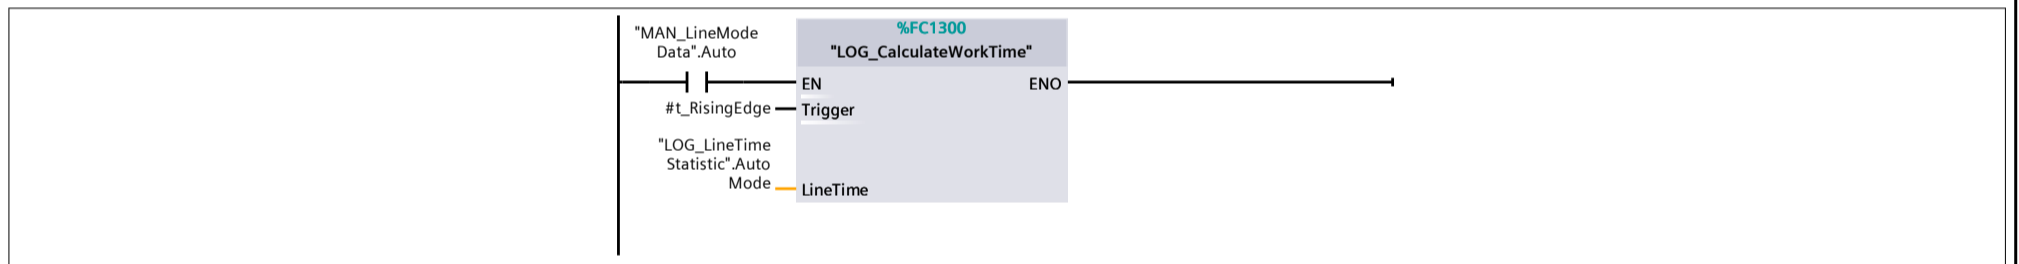 "MAN_LineMode
Data".Auto
%FC1300
"LOG_CalculateWorkTime"
EN
ENO
#t_RisingEdge
Trigger
"LOG_LineTime
Statistic".Auto
Mode
LineTime